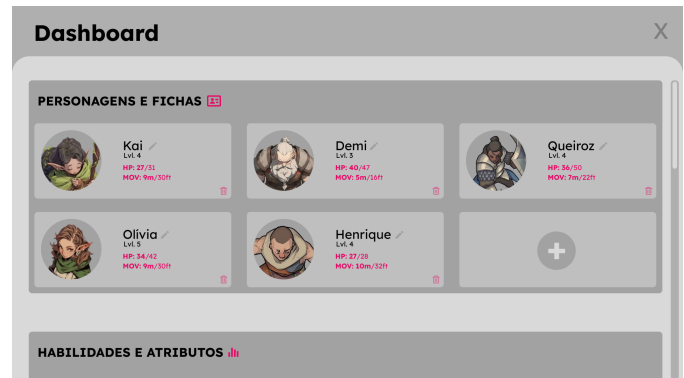 Dashboard
X
PERSONAGENS E FICHAS
Kai
Lvl. 4
HP: 27/31
MOV: 9m/30ft
Demi
Lvl. 3
HP: 40/47
MOV: 5m/16ft
Queiroz
Lvl. 4
HP: 36/50
MOV: 7m/22ft
Olívia
Lvl. 5
HP: 34/42
MOV: 9m/30ft
Henrique
Lvl. 4
HP: 27/28
MOV: 10m/32ft
HABILIDADES E ATRIBUTOS